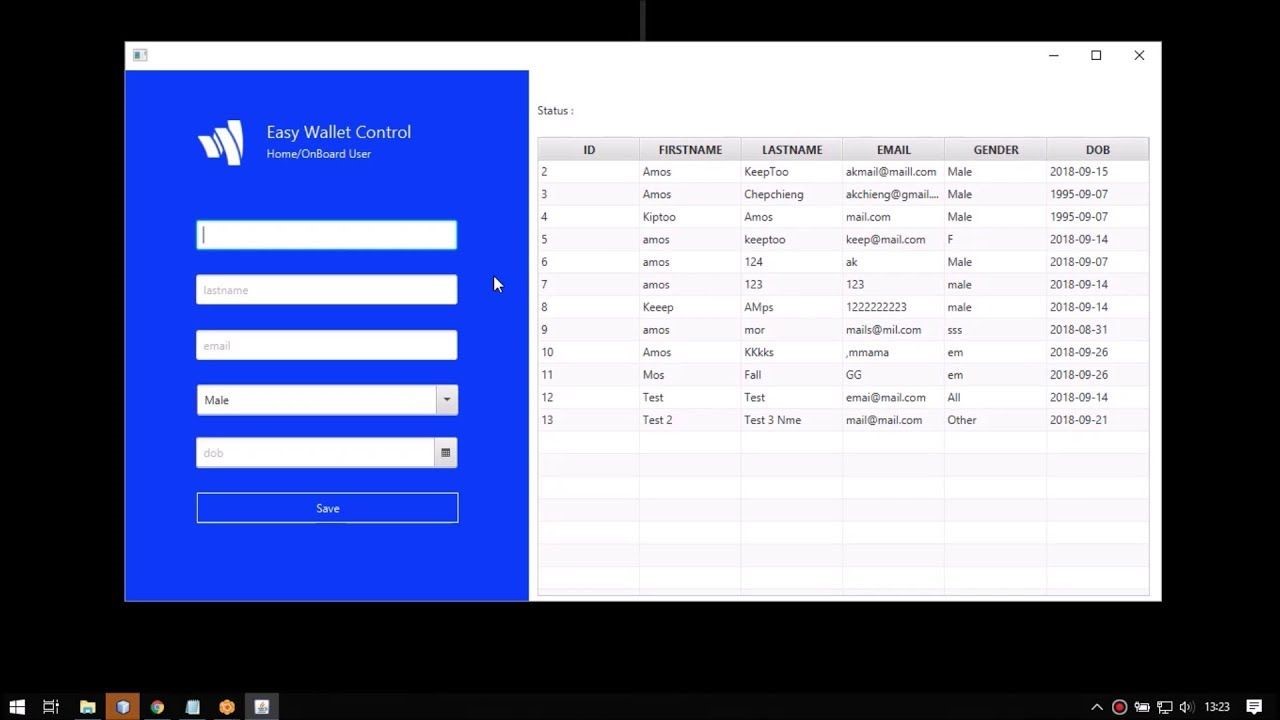 Easy Wallet Control
Home/OnBoard User
lastname
email
Male
dob
Save
Status :
ID FIRSTNAME LASTNAME EMAIL GENDER DOB
2 Amos KeepToo akmail@maill.com Male 2018-09-15
3 Amos Chepchieng akchieng@gmail.... Male 1995-09-07
4 Kiptoo Amos mail.com Male 1995-09-07
5 amos keeptoo keep@mail.com F 2018-09-14
6 amos 124 ak Male 2018-09-07
7 amos 123 123 male 2018-09-14
8 Keeep AMps 1222222223 male 2018-09-14
9 amos mor mails@mil.com sss 2018-08-31
10 Amos KKkks ,mmama em 2018-09-26
11 Mos Fall GG em 2018-09-26
12 Test Test emai@mail.com All 2018-09-14
13 Test 2 Test 3 Nme mail@mail.com Other 2018-09-21
13:23